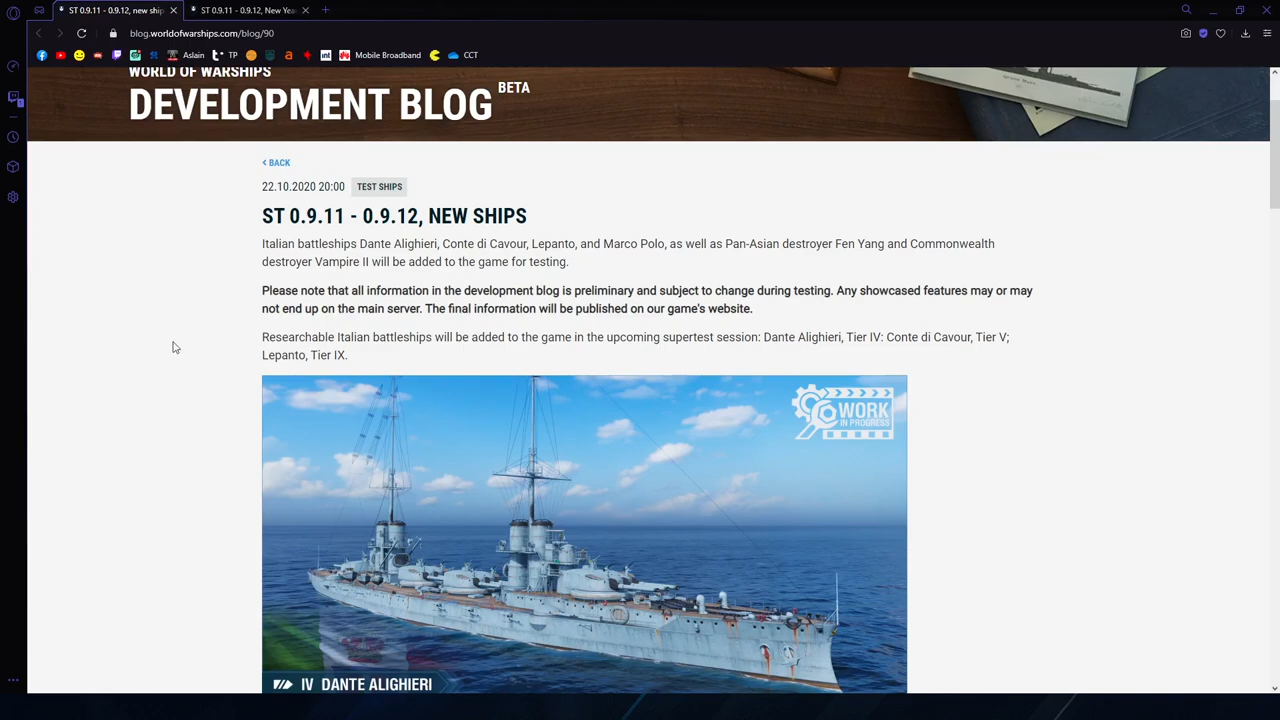 ST 0.9.11 - 0.9.12, new ship
ST 0.9.11 - 0.9.12, New Yea
blog.worldofwarships.com/blog/90
Aslain
TP
int
Mobile Broadband
CCT
WORLD OF WARSHIPS
DEVELOPMENT BLOG BETA
BACK
22.10.2020 20:00 TEST SHIPS
ST 0.9.11 - 0.9.12, NEW SHIPS
Italian battleships Dante Alighieri, Conte di Cavour, Lepanto, and Marco Polo, as well as Pan-Asian destroyer Fen Yang and Commonwealth
destroyer Vampire II will be added to the game for testing.
Please note that all information in the development blog is preliminary and subject to change during testing. Any showcased features may or may
not end up on the main server. The final information will be published on our game's website.
Researchable Italian battleships will be added to the game in the upcoming supertest session: Dante Alighieri, Tier IV: Conte di Cavour, Tier V;
Lepanto, Tier IX.
WORK
IN PROGRESS
IV DANTE ALIGHIERI